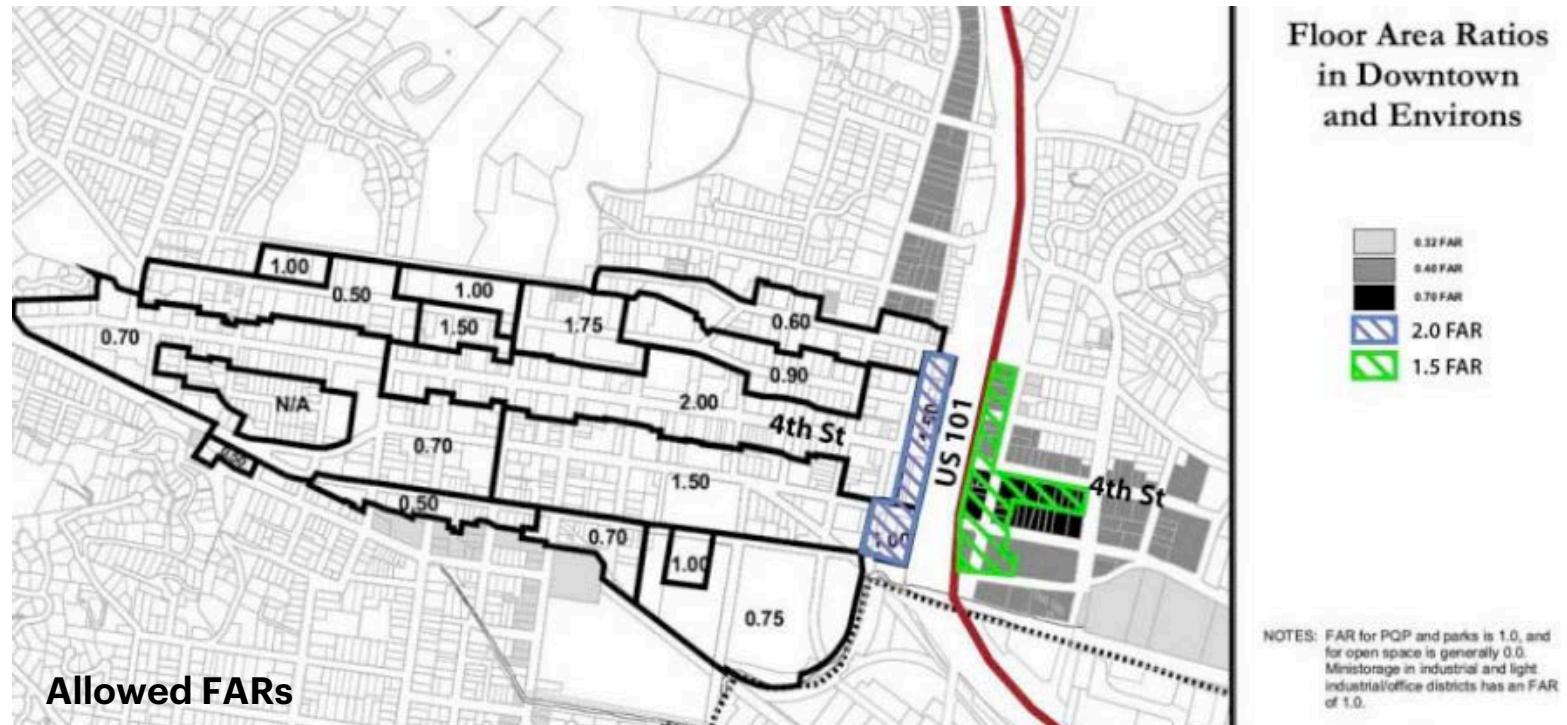 Floor Area Ratios
in Downtown
and Environs
0.32 FAR
0.40 FAR
0.70 FAR
2.0 FAR
1.5 FAR
1.00
0.50
1.00
1.50
1.75
0.60
0.70
0.90
2.00
N/A
4th St
US 101
0.70
1.50
4th St
0.50
0.70
1.00
1.00
0.75
Allowed FARs
NOTES: FAR for PQP and parks is 1.0, and
for open space is generally 0.0.
Ministorage in industrial and light
industrial/office districts has an FAR
of 1.0.